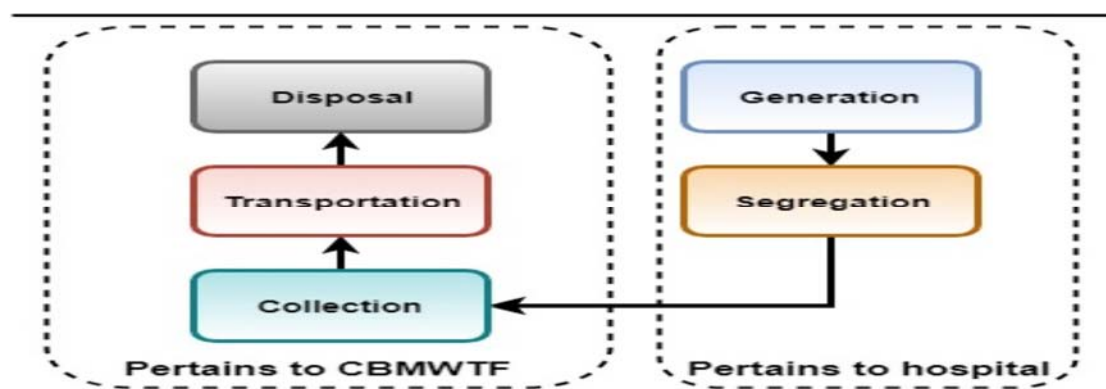 Disposal
Generation
Transportation
Segregation
Collection
Pertains to CBMWTF
Pertains to hospital